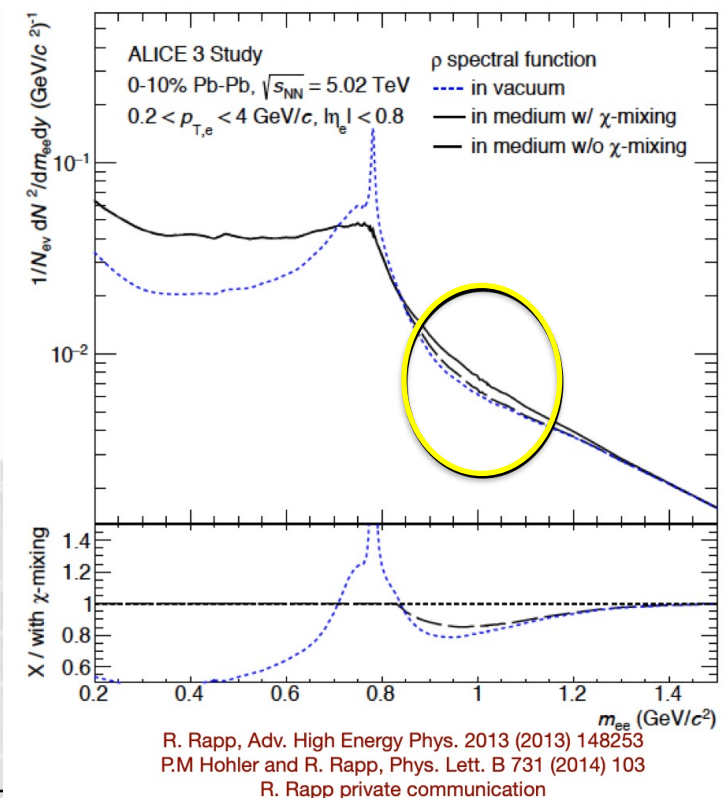 ALICE 3 Study
0-10% Pb-Pb, √sNN = 5.02 TeV
0.2 < pT,e < 4 GeV/c, |ηe| < 0.8
ρ spectral function
in vacuum
in medium w/ χ-mixing
in medium w/o χ-mixing
1/Nev dN²/dmeedy (GeV/c²)⁻¹
10⁻¹
10⁻²
X / with χ-mixing
1.4
1.2
1
0.8
0.6
0.2 0.4 0.6 0.8 1 1.2 1.4
mee (GeV/c²)
R. Rapp, Adv. High Energy Phys. 2013 (2013) 148253
P.M Hohler and R. Rapp, Phys. Lett. B 731 (2014) 103
R. Rapp private communication